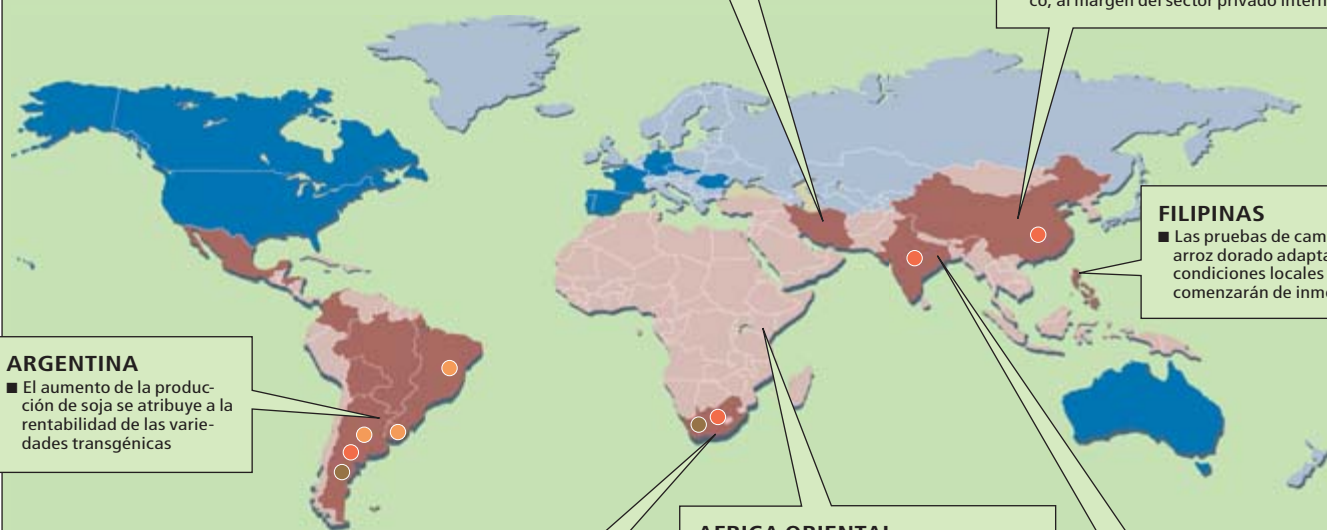 co, al margen del sector privado intern
FILIPINAS
■ Las pruebas de cam
arroz dorado adapta
condiciones locales
comenzarán de inme
ARGENTINA
■ El aumento de la produc-
ción de soja se atribuye a la
rentabilidad de las varie-
dades transgénicas
AFRICA ORIENTAL